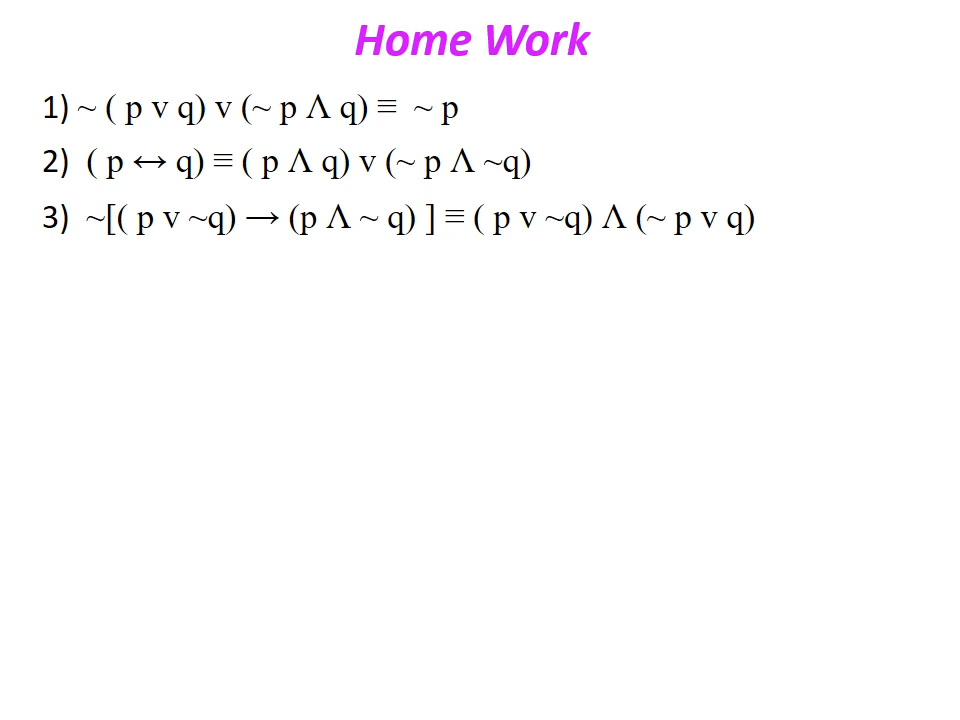 Home Work
1) ~ ( p v q) v (~ p Λ q) ≡ ~ p
2) ( p ↔ q) ≡ ( p Λ q) v (~ p Λ ~q)
3) ~[( p v ~q) → (p Λ ~ q) ] ≡ ( p v ~q) Λ (~ p v q)